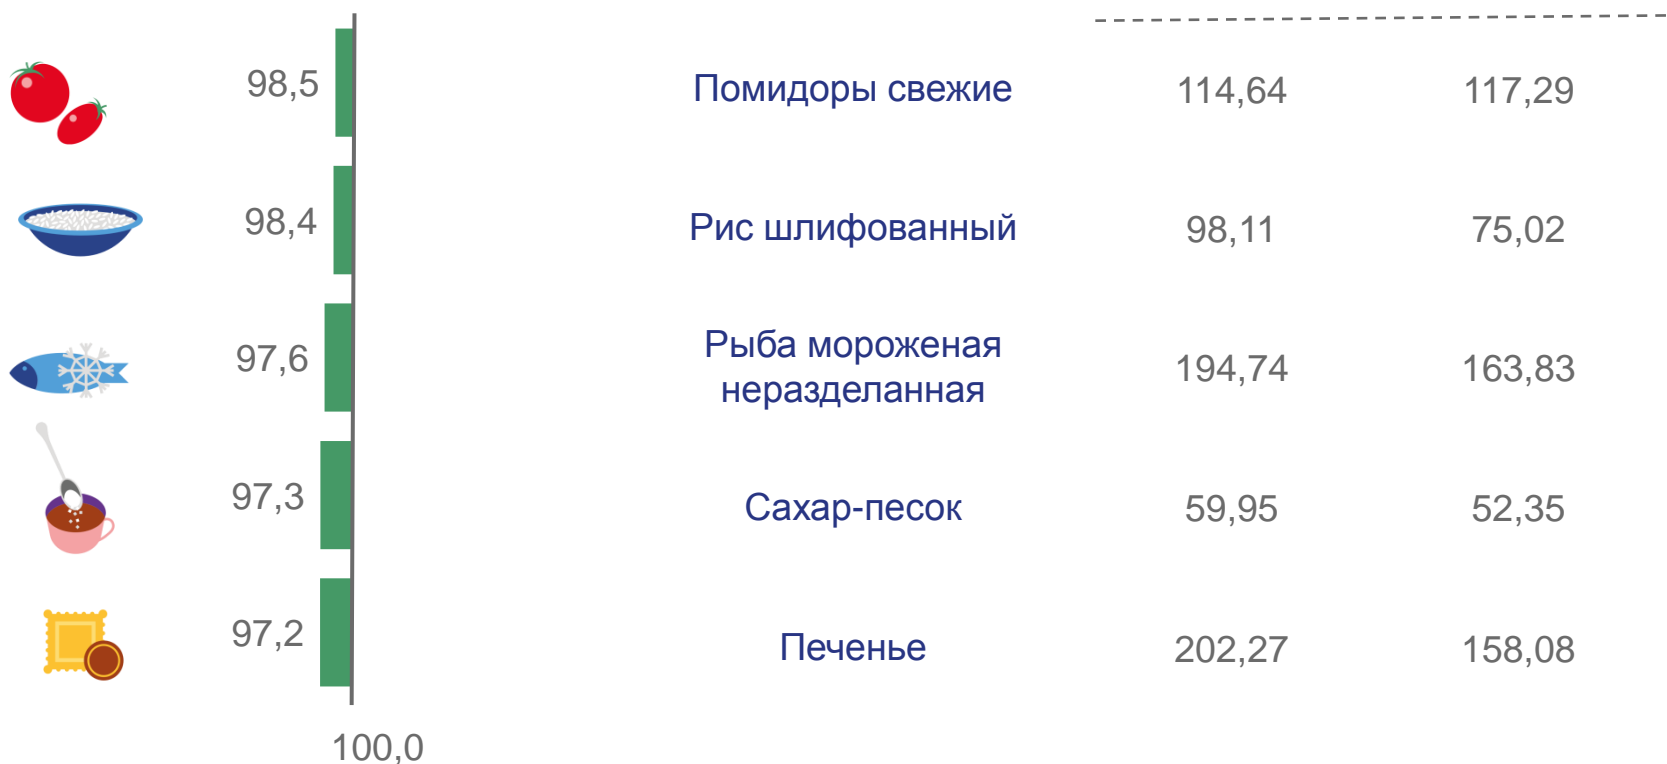 98,5 Помидоры свежие 114,64 117,29
98,4 Рис шлифованный 98,11 75,02
97,6 Рыба мороженая
неразделанная 194,74 163,83
97,3 Сахар-песок 59,95 52,35
97,2 Печенье 202,27 158,08
100,0